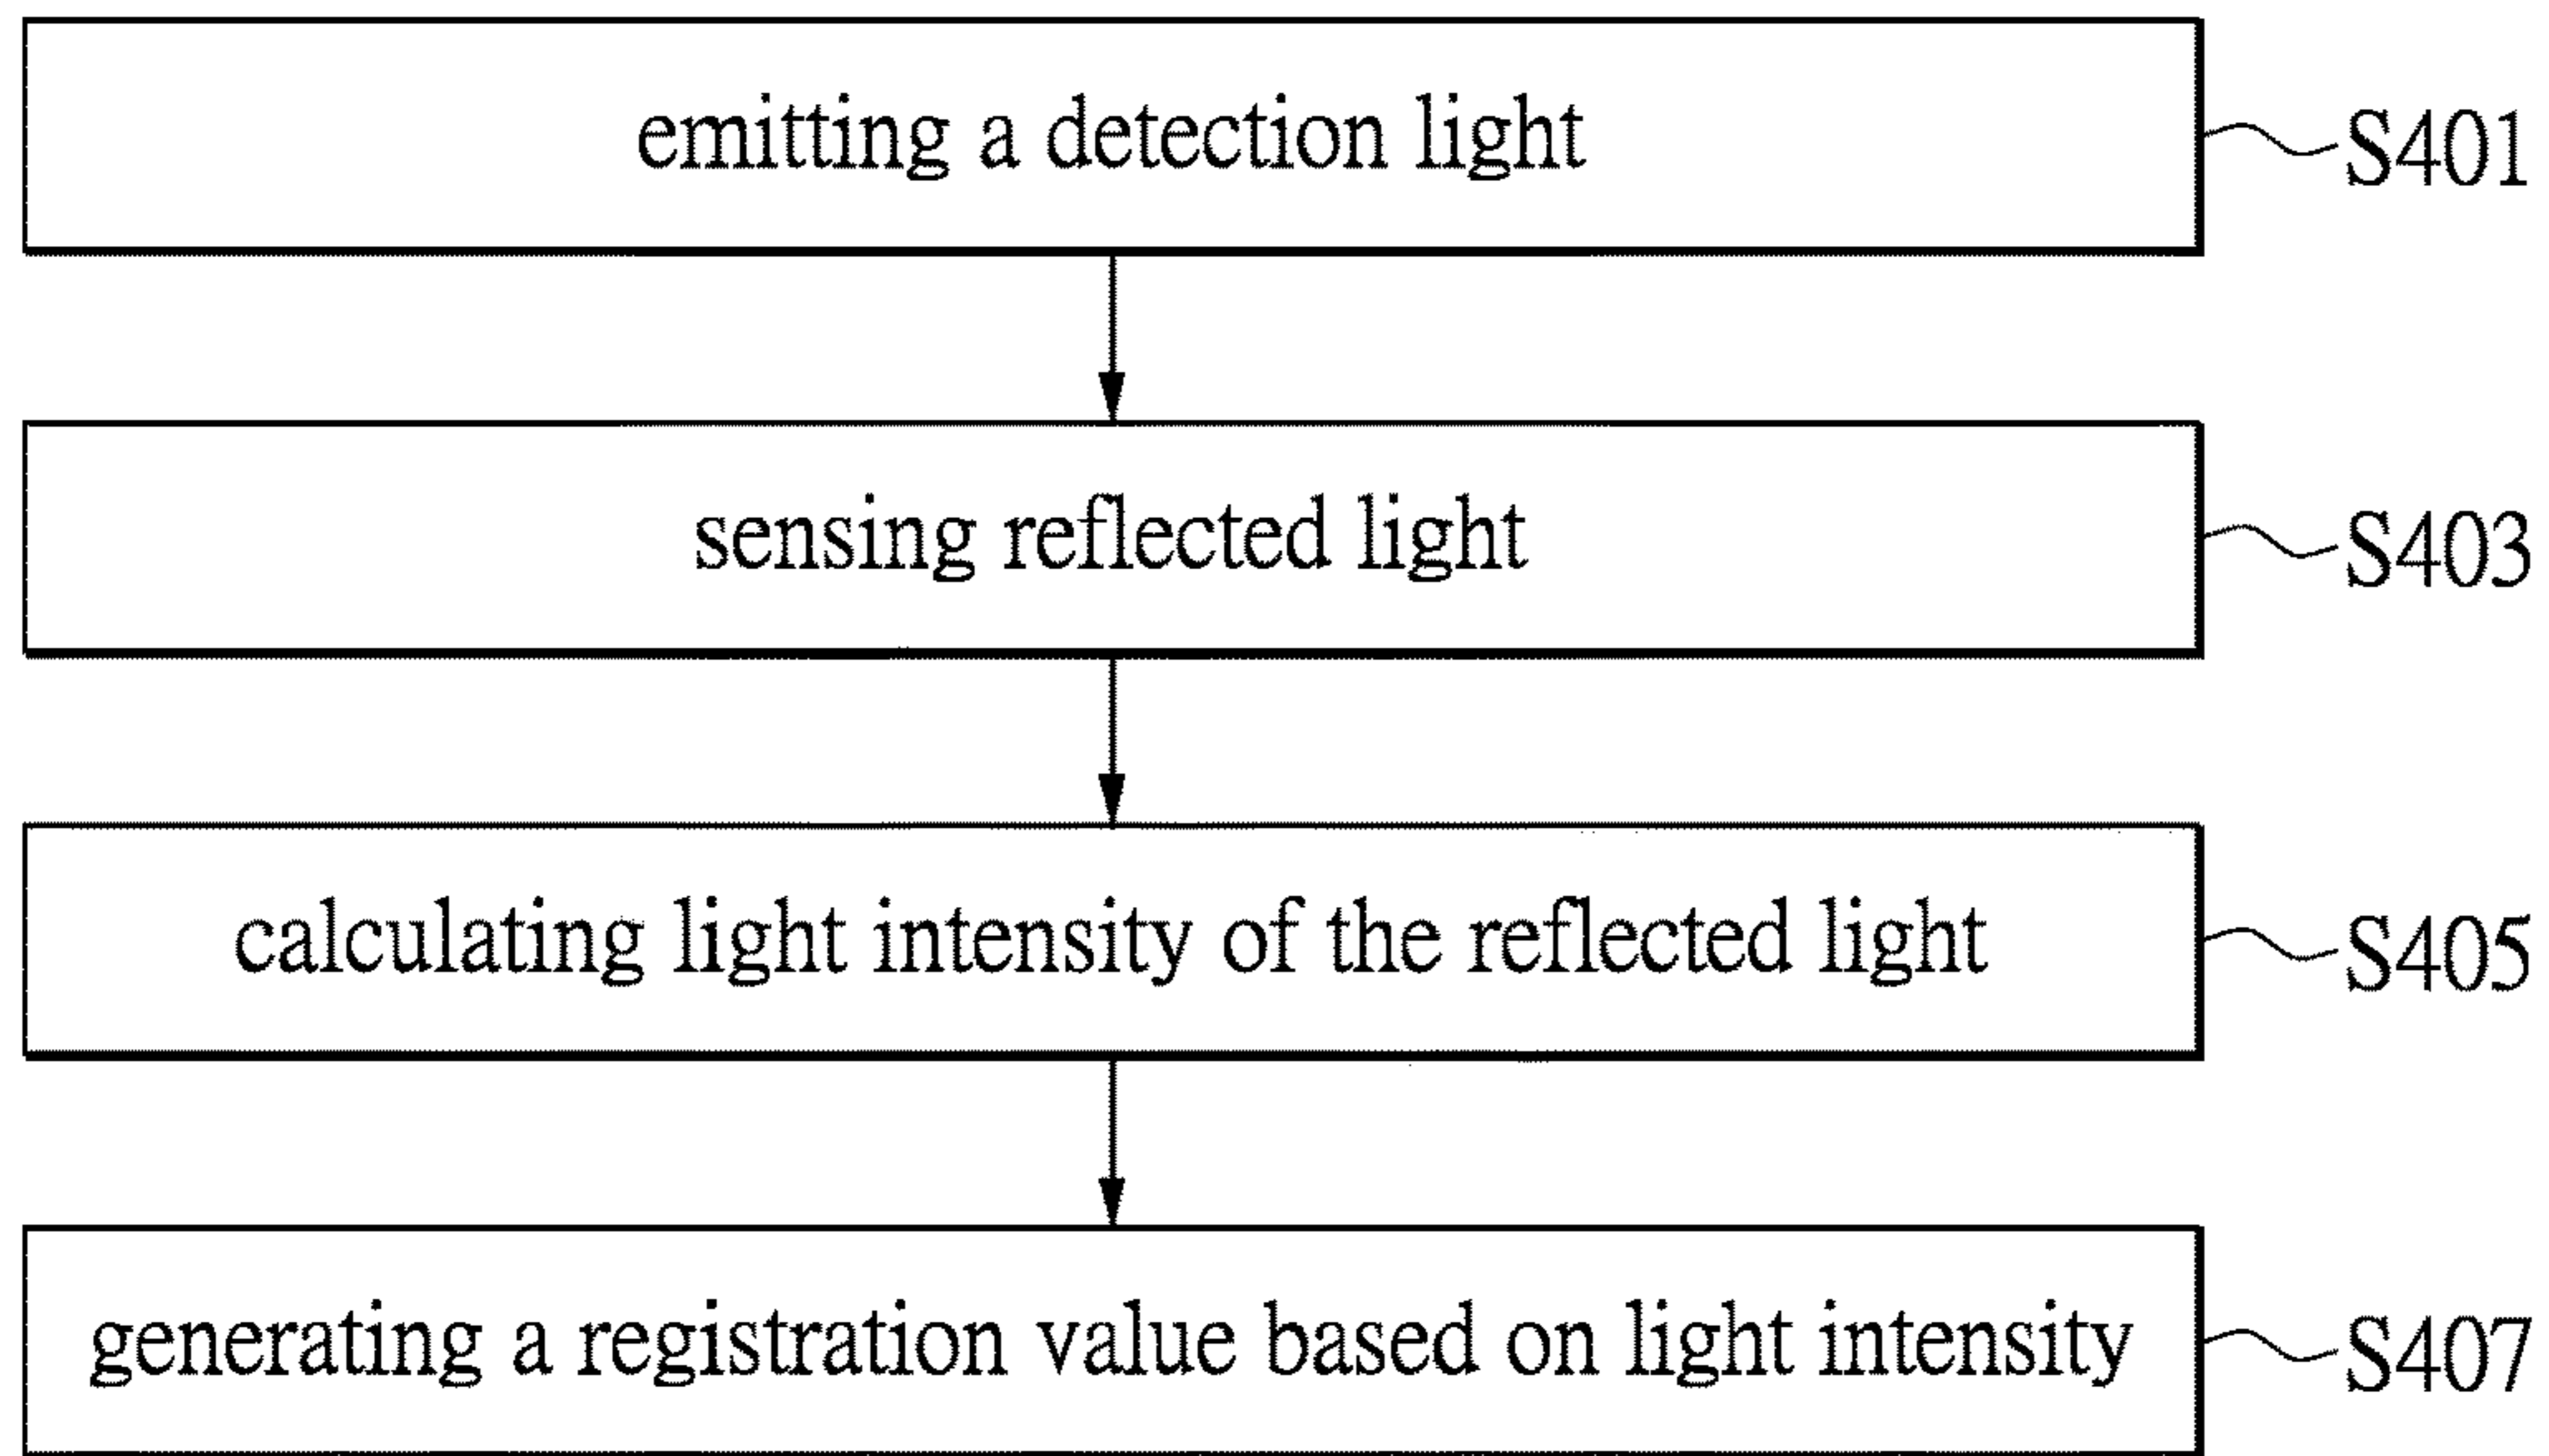 emitting a detection light
S401
sensing reflected light
S403
calculating light intensity of the reflected light
S405
generating a registration value based on light intensity
S407